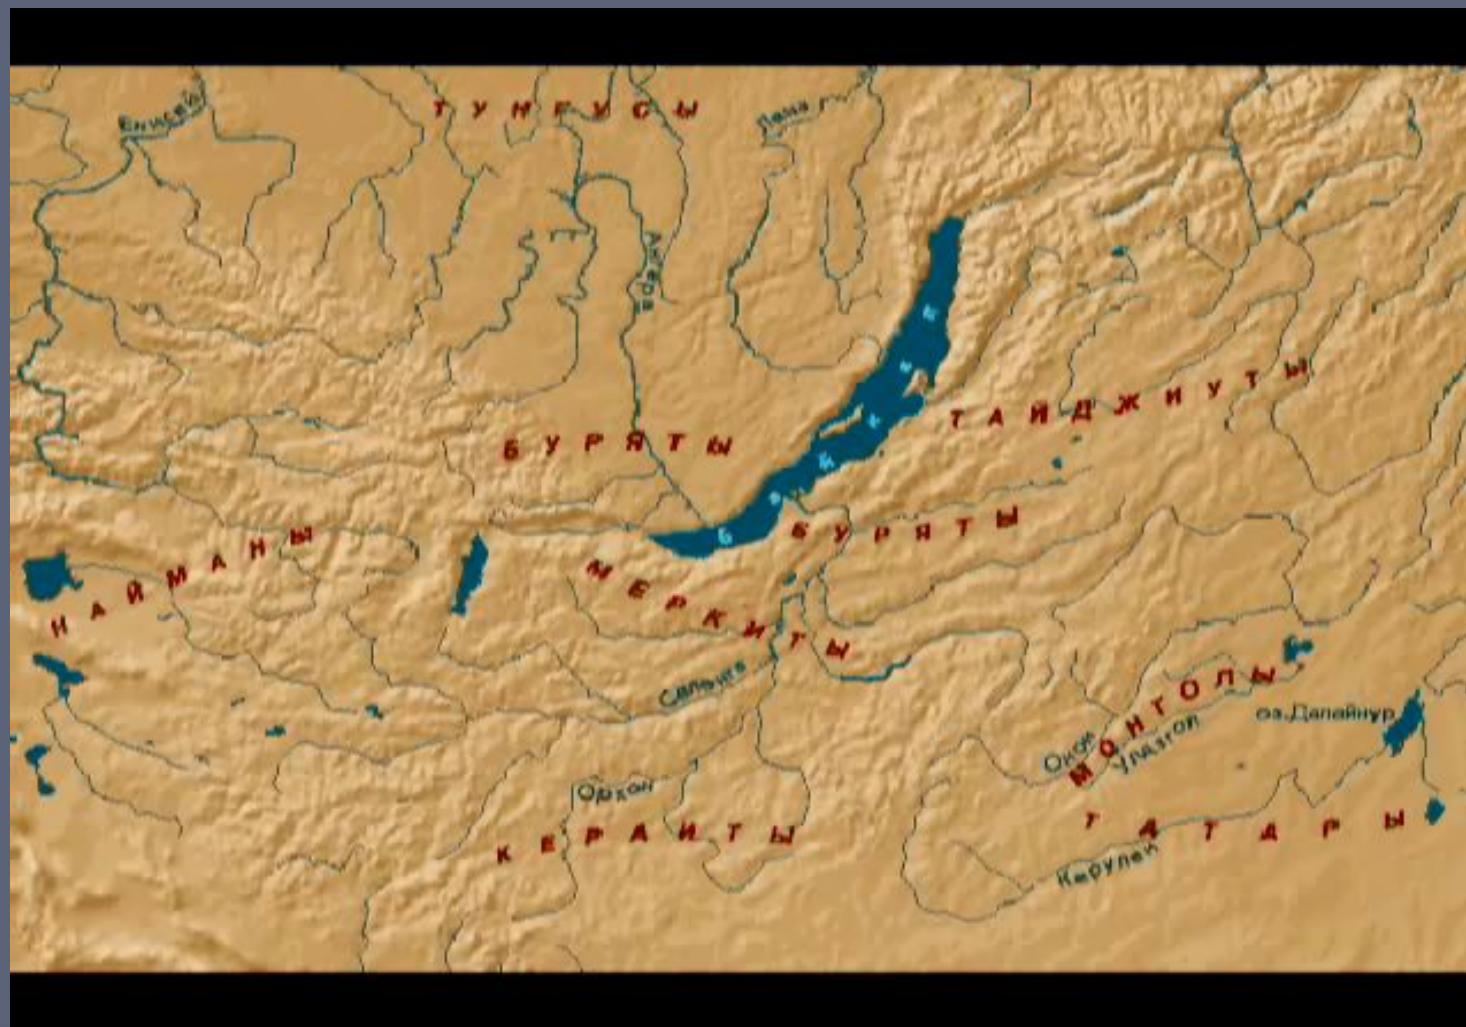 ТУНГУСЫ
Енисей
Лена р.
Ангара
БАЙКАЛ
ТАЙДЖИУТЫ
БУРЯТЫ
БУРЯТЫ
НАЙМАНЫ
МЕРКИТЫ
Селенга
МОНГОЛЫ
оз.Далайнур
Онон
Улдзгол
Орхон
КЕРАИТЫ
ТАТАРЫ
Керулен